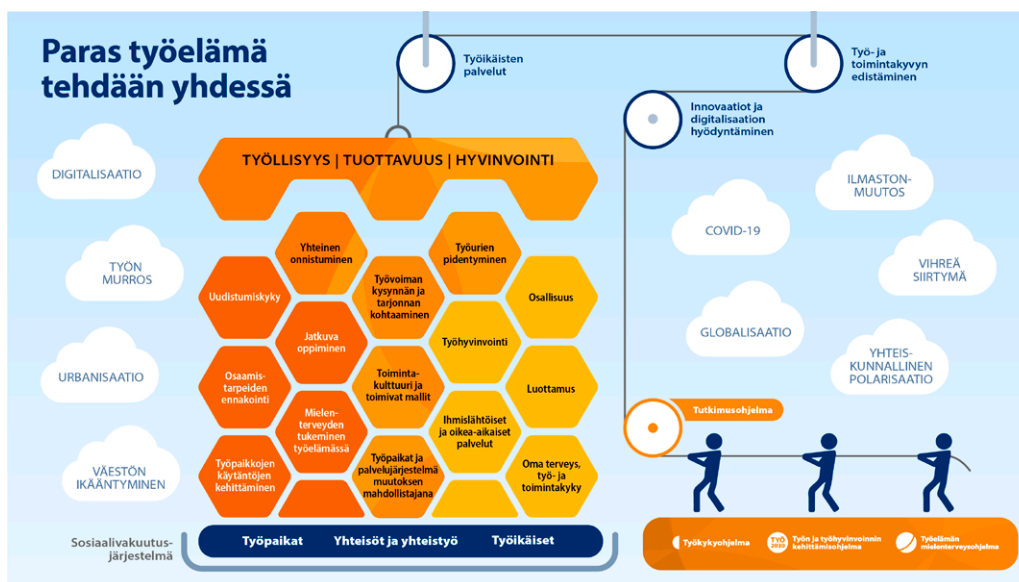 Paras työelämä
tehdään yhdessä
Työikäisten
palvelut
Työ- ja
toimintakyvyn
edistäminen
Innovaatiot ja
digitalisaation
hyödyntäminen
DIGITALISAATIO
TYÖN
MURROS
URBANISAATIO
VÄESTÖN
IKÄÄNTYMINEN
TYÖLLISYYS | TUOTTAVUUS | HYVINVOINTI
Yhteinen
onnistuminen
Työurien
pidentyminen
Uudistumiskyky
Työvoiman
kysynnän ja
tarjonnan
kohtaaminen
Osallisuus
Jatkuva
oppiminen
Työhyvinvointi
Osaamis-
tarpeiden
ennakointi
Toiminta-
kulttuuri ja
toimivat mallit
Luottamus
Mielen-
terveyden
tukeminen
työelämässä
Ihmislähtöiset
ja oikea-aikaiset
palvelut
Työpaikkojen
käytäntöjen
kehittäminen
Työpaikat ja
palvelujärjestelmä
muutoksen
mahdollistajana
Oma terveys,
työ- ja
toimintakyky
ILMASTON-
MUUTOS
COVID-19
VIHREÄ
SIIRTYMÄ
GLOBALISAATIO
YHTEIS-
KUNNALLINEN
POLARISAATIO
Tutkimusohjelma
Sosiaalivakuutus-
järjestelmä
Työpaikat Yhteisöt ja yhteistyö Työikäiset
Työkykyohjelma
TYÖ
2030
Työn ja työhyvinvoinnin
kehittämisohjelma
Työelämän
mielenterveysohjelma